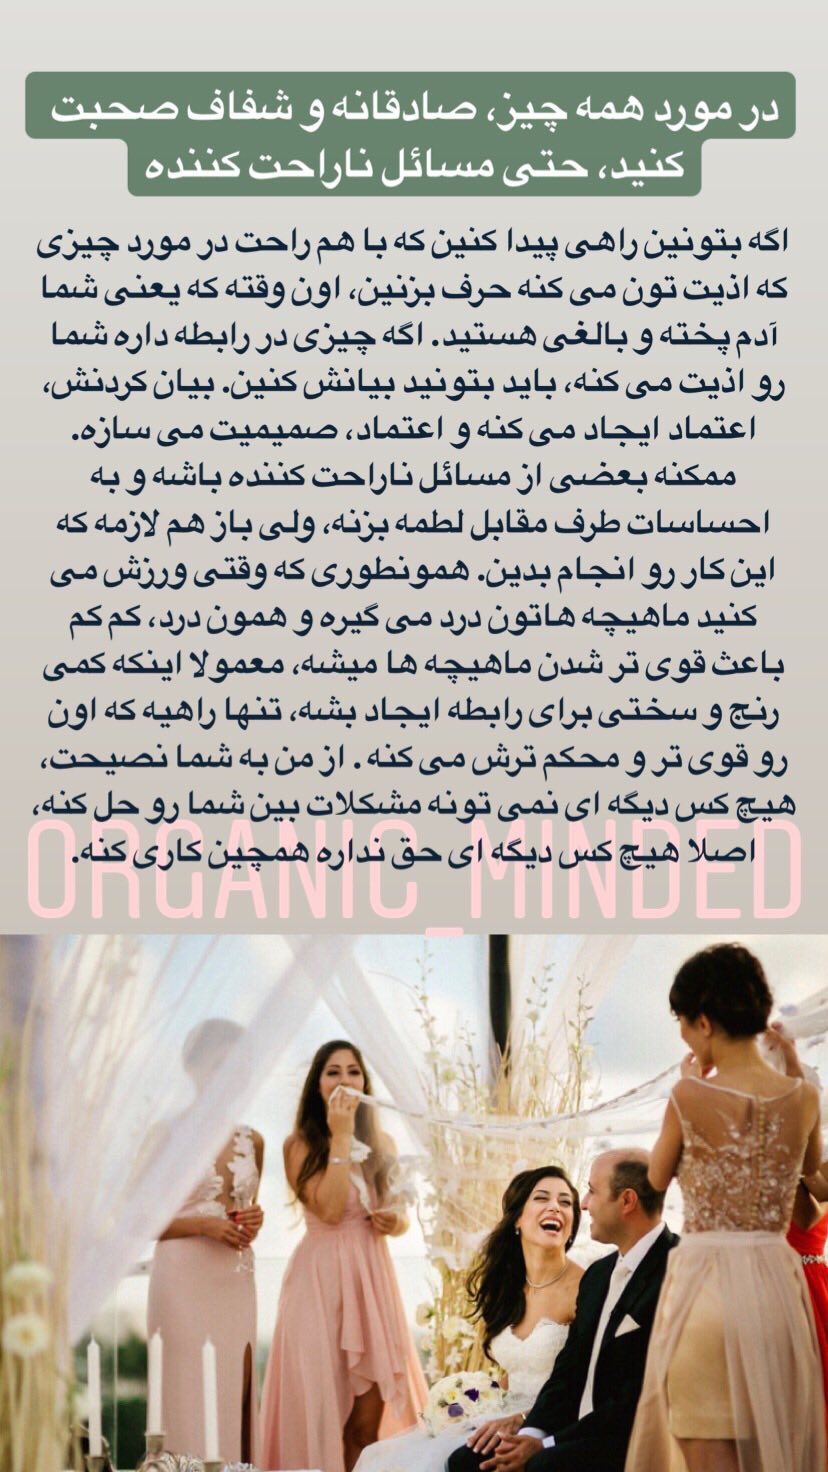 در مورد همه چیز، صادقانه و شفاف صحبت
کنید، حتی مسائل ناراحت کننده
اگه بتونین راهی پیدا کنین که با هم راحت در مورد چیزی
که اذیت تون می کنه حرف بزنین، اون وقته که یعنی شما
آدم پخته و بالغی هستید. اگه چیزی در رابطه داره شما
رو اذیت می کنه، باید بتونید بیانش کنین. بیان کردنش،
اعتماد ایجاد می کنه و اعتماد، صمیمیت می سازه.
ممکنه بعضی از مسائل ناراحت کننده باشه و به
احساسات طرف مقابل لطمه بزنه، ولی باز هم لازمه که
این کار رو انجام بدین. همونطوری که وقتی ورزش می
کنید ماهیچه هاتون درد می گیره و همون درد، کم کم
باعث قوی تر شدن ماهیچه ها میشه، معمولا اینکه کمی
رنج و سختی برای رابطه ایجاد بشه، تنها راهیه که اون
رو قوی تر و محکم ترش می کنه . از من به شما نصیحت،
هیچ کس دیگه ای نمی تونه مشکلات بین شما رو حل کنه،
اصلا هیچ کس دیگه ای حق نداره همچین کاری کنه.
ORGANIC_MINDED